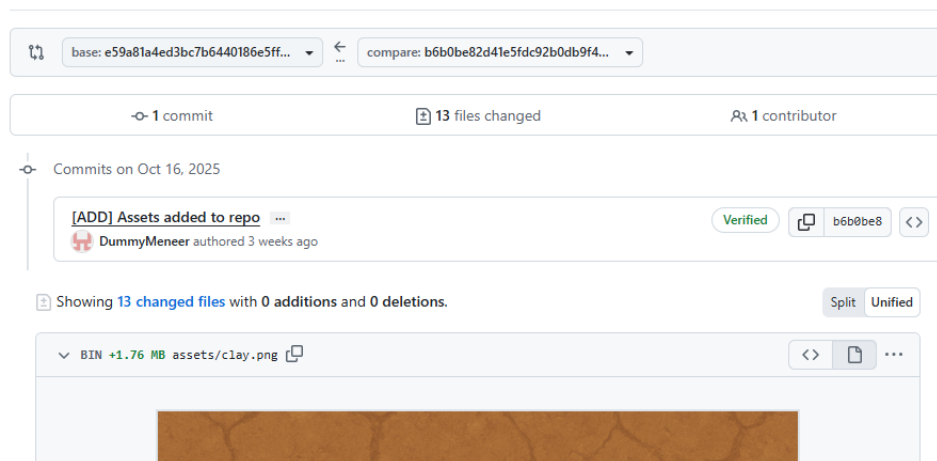 base: e59a81a4ed3bc7b6440186e5ff... compare: b6b0be82d41e5fdc92b0db9f4...
1 commit 13 files changed 1 contributor
Commits on Oct 16, 2025
[ADD] Assets added to repo ... Verified b6b0be8
DummyMeneer authored 3 weeks ago
Showing 13 changed files with 0 additions and 0 deletions. Split Unified
BIN +1.76 MB assets/clay.png